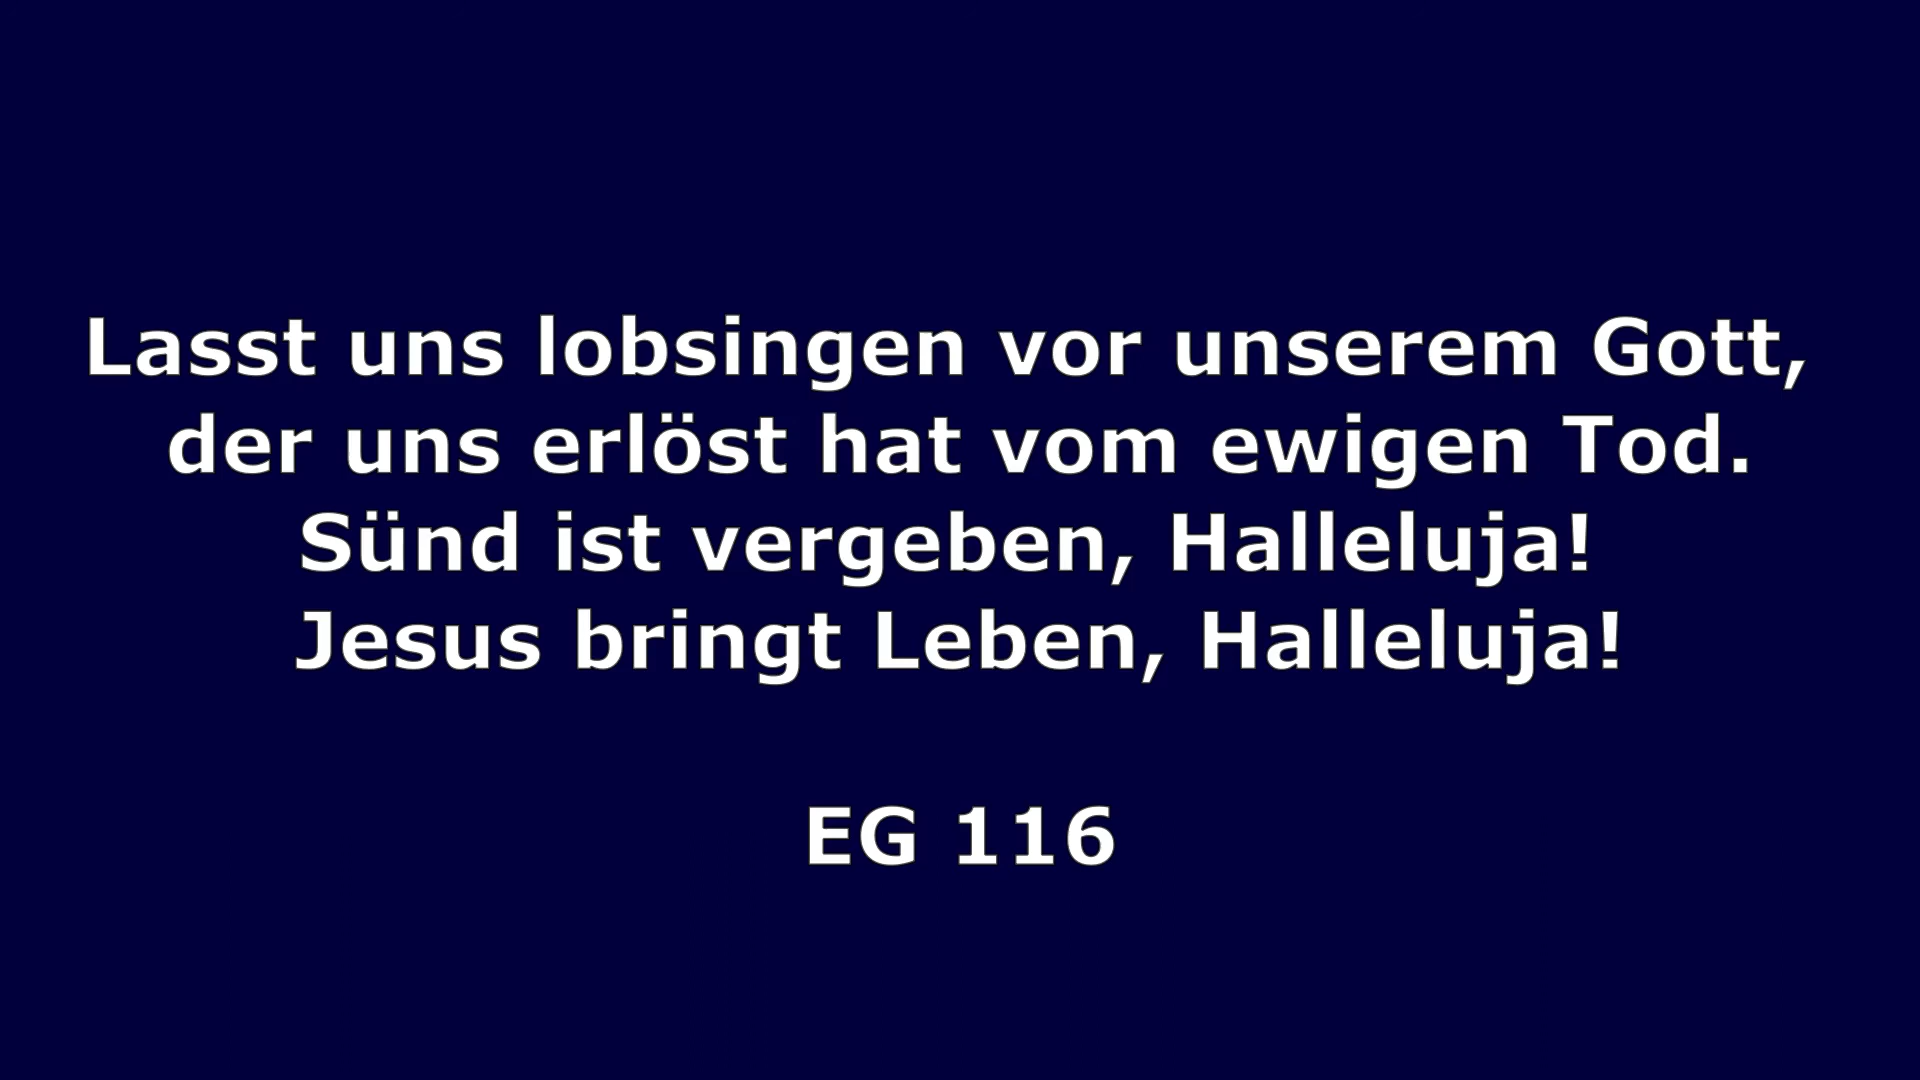 Lasst uns lobsingen vor unserem Gott,
der uns erlöst hat vom ewigen Tod.
Sünd ist vergeben, Halleluja!
Jesus bringt Leben, Halleluja!
EG 116